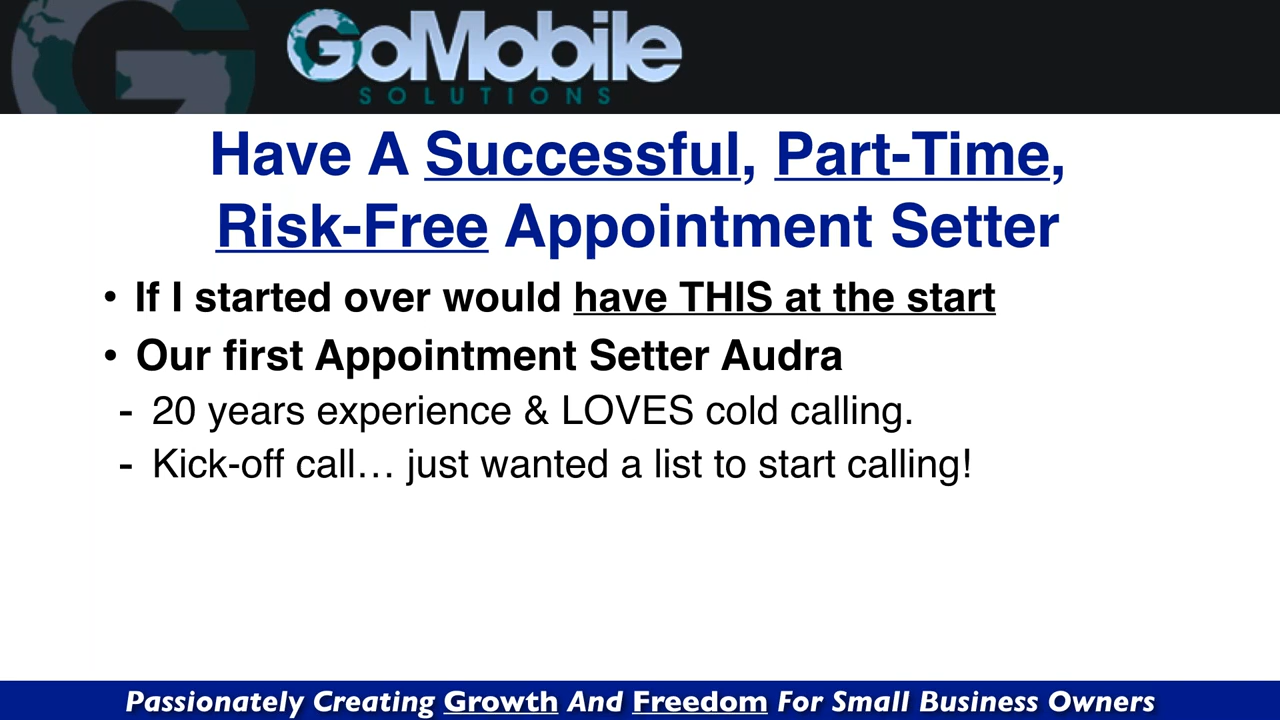 GoMobile
SOLUTIONS
Have A Successful, Part-Time,
Risk-Free Appointment Setter
• If I started over would have THIS at the start
• Our first Appointment Setter Audra
- 20 years experience & LOVES cold calling.
- Kick-off call… just wanted a list to start calling!
Passionately Creating Growth And Freedom For Small Business Owners